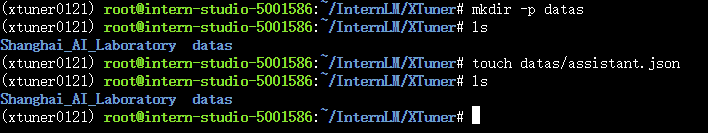 (xtuner0121) root@intern-studio-5001586:~/InternLM/XTuner# mkdir -p datas
(xtuner0121) root@intern-studio-5001586:~/InternLM/XTuner# ls
Shanghai_AI_Laboratory  datas
(xtuner0121) root@intern-studio-5001586:~/InternLM/XTuner# touch datas/assistant.json
(xtuner0121) root@intern-studio-5001586:~/InternLM/XTuner# ls
Shanghai_AI_Laboratory  datas
(xtuner0121) root@intern-studio-5001586:~/InternLM/XTuner#